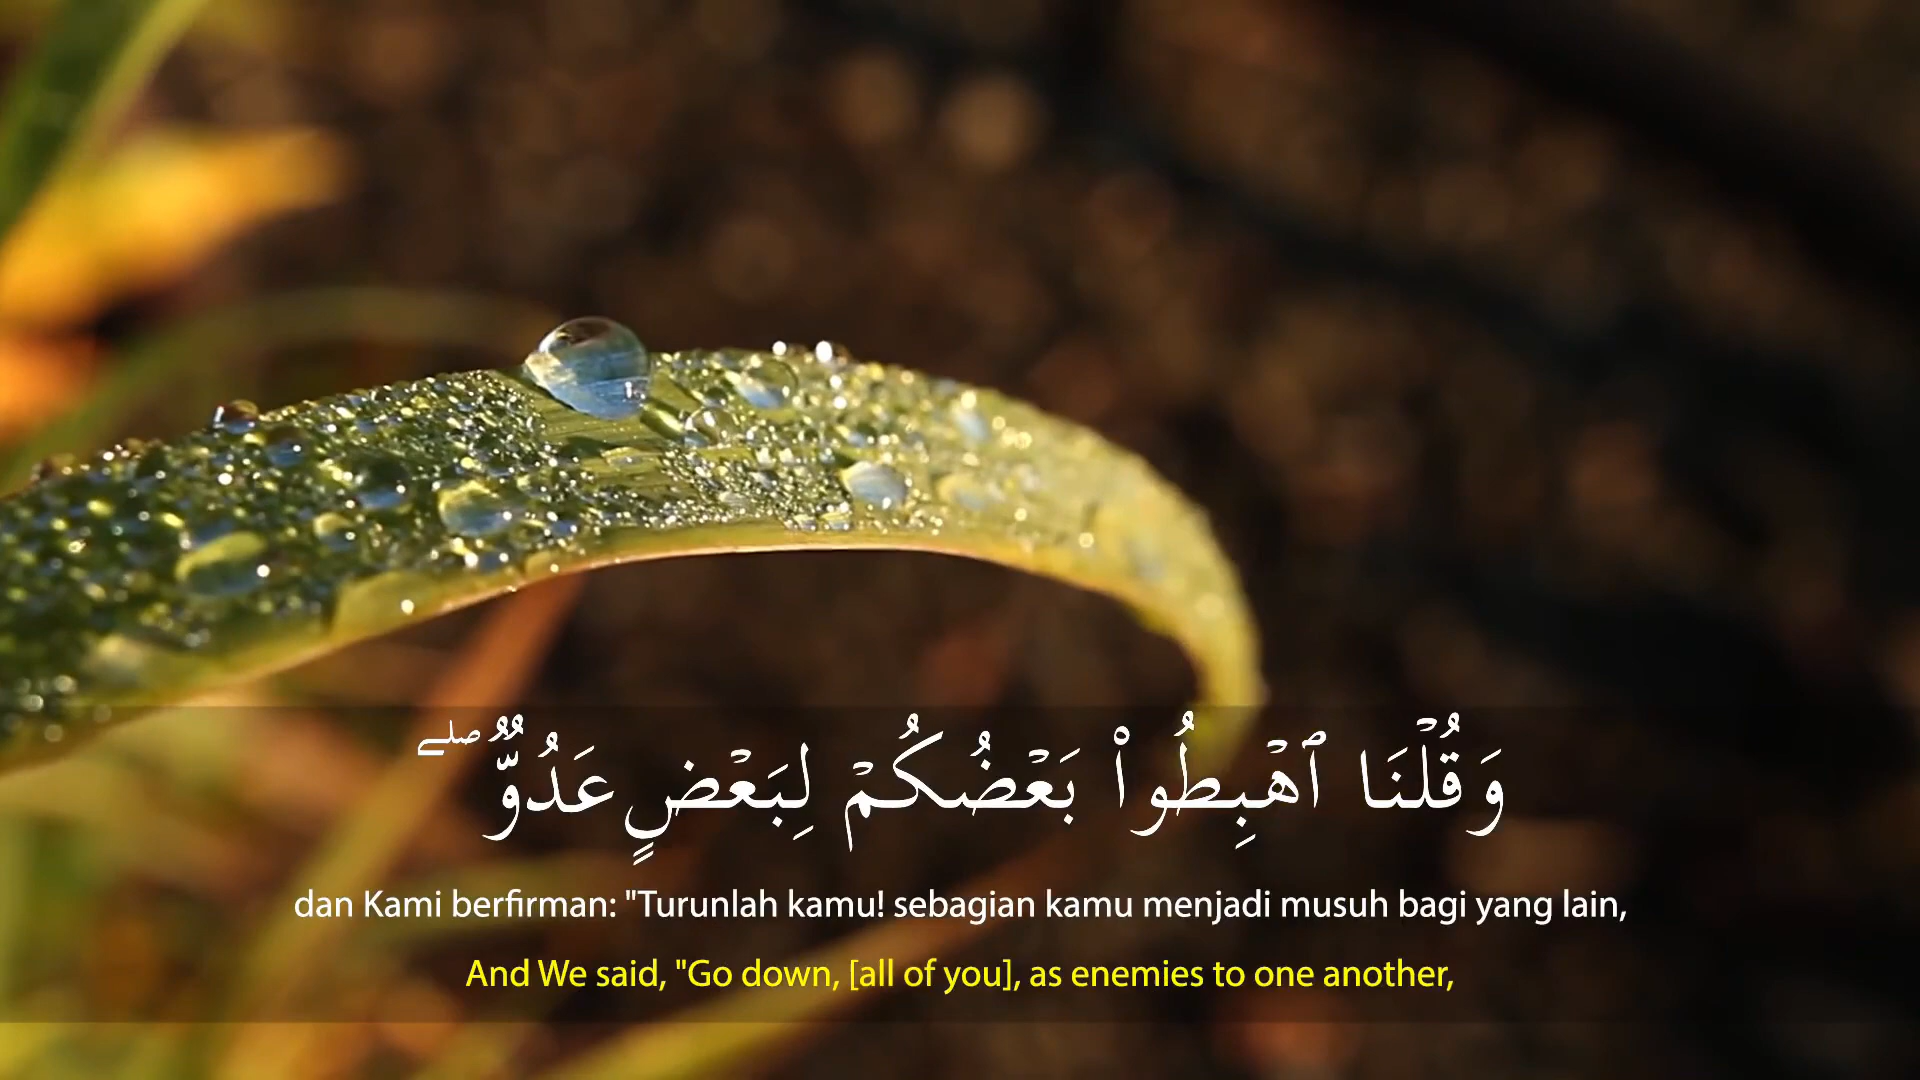 وَقُلْنَا ٱهْبِطُوا۟ بَعْضُكُمْ لِبَعْضٍ عَدُوٌّ ۖ
dan Kami berfirman: "Turunlah kamu! sebagian kamu menjadi musuh bagi yang lain,
And We said, "Go down, [all of you], as enemies to one another,